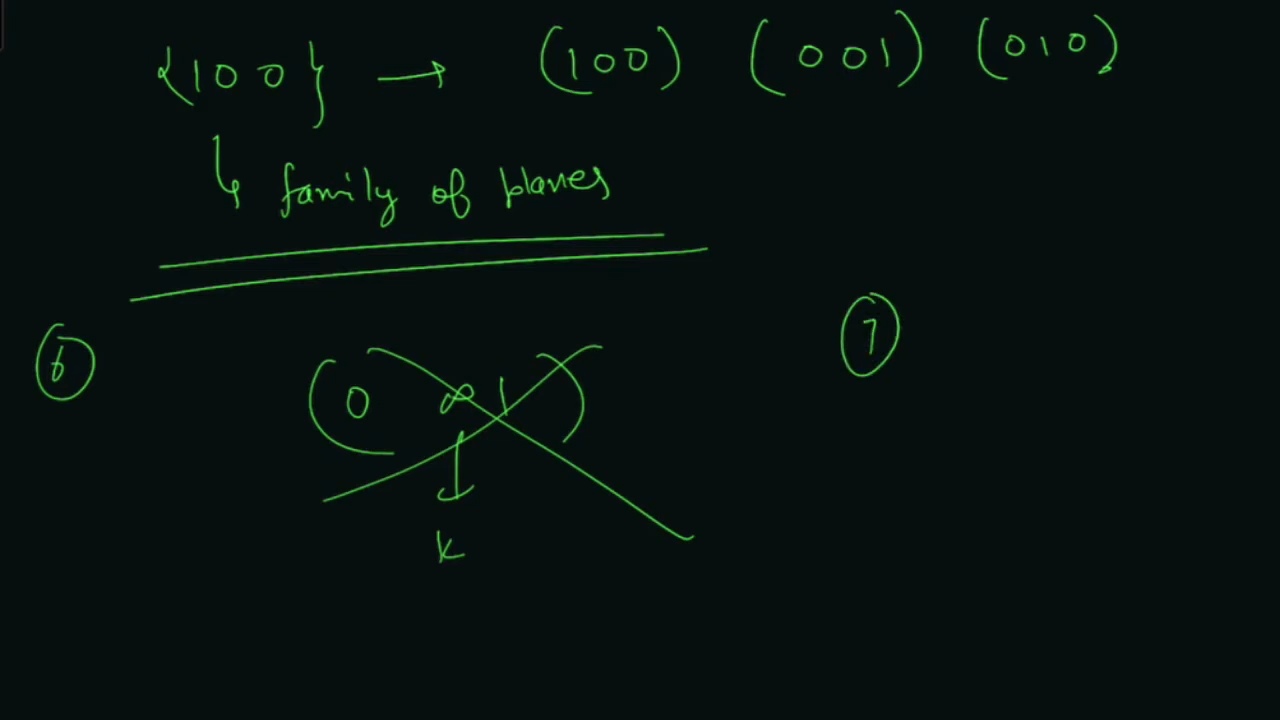 {100} → (100) (001) (010)
↳ family of planes
6 (0 ∞ 1) 7
↓
k